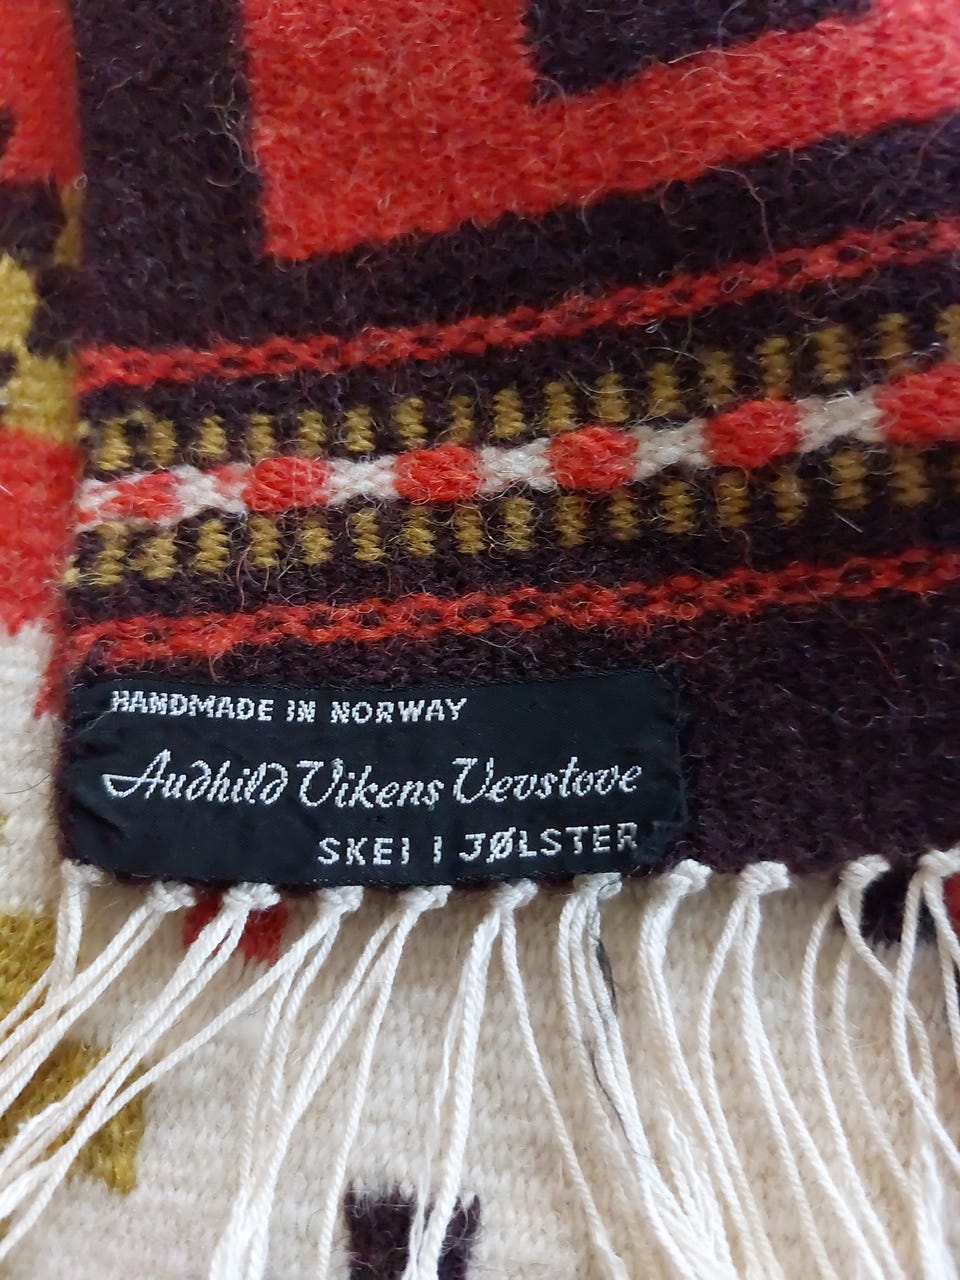 HANDMADE IN NORWAY
Audhild Vikens Vevstove
SKEI I JØLSTER